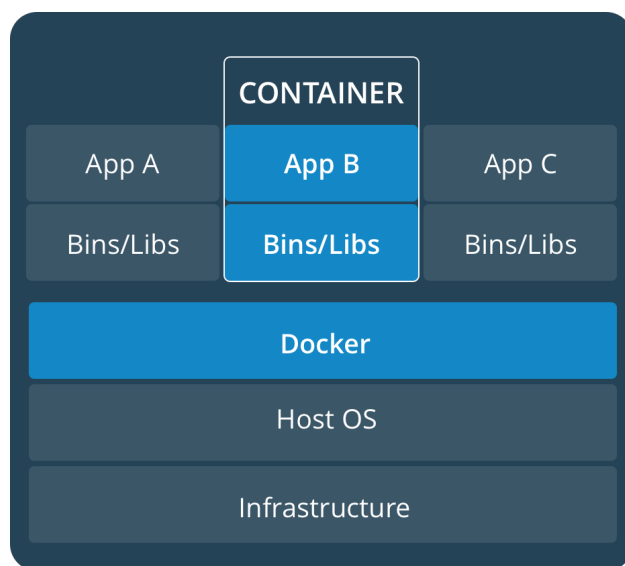 CONTAINER
App A App B App C
Bins/Libs Bins/Libs Bins/Libs
Docker
Host OS
Infrastructure